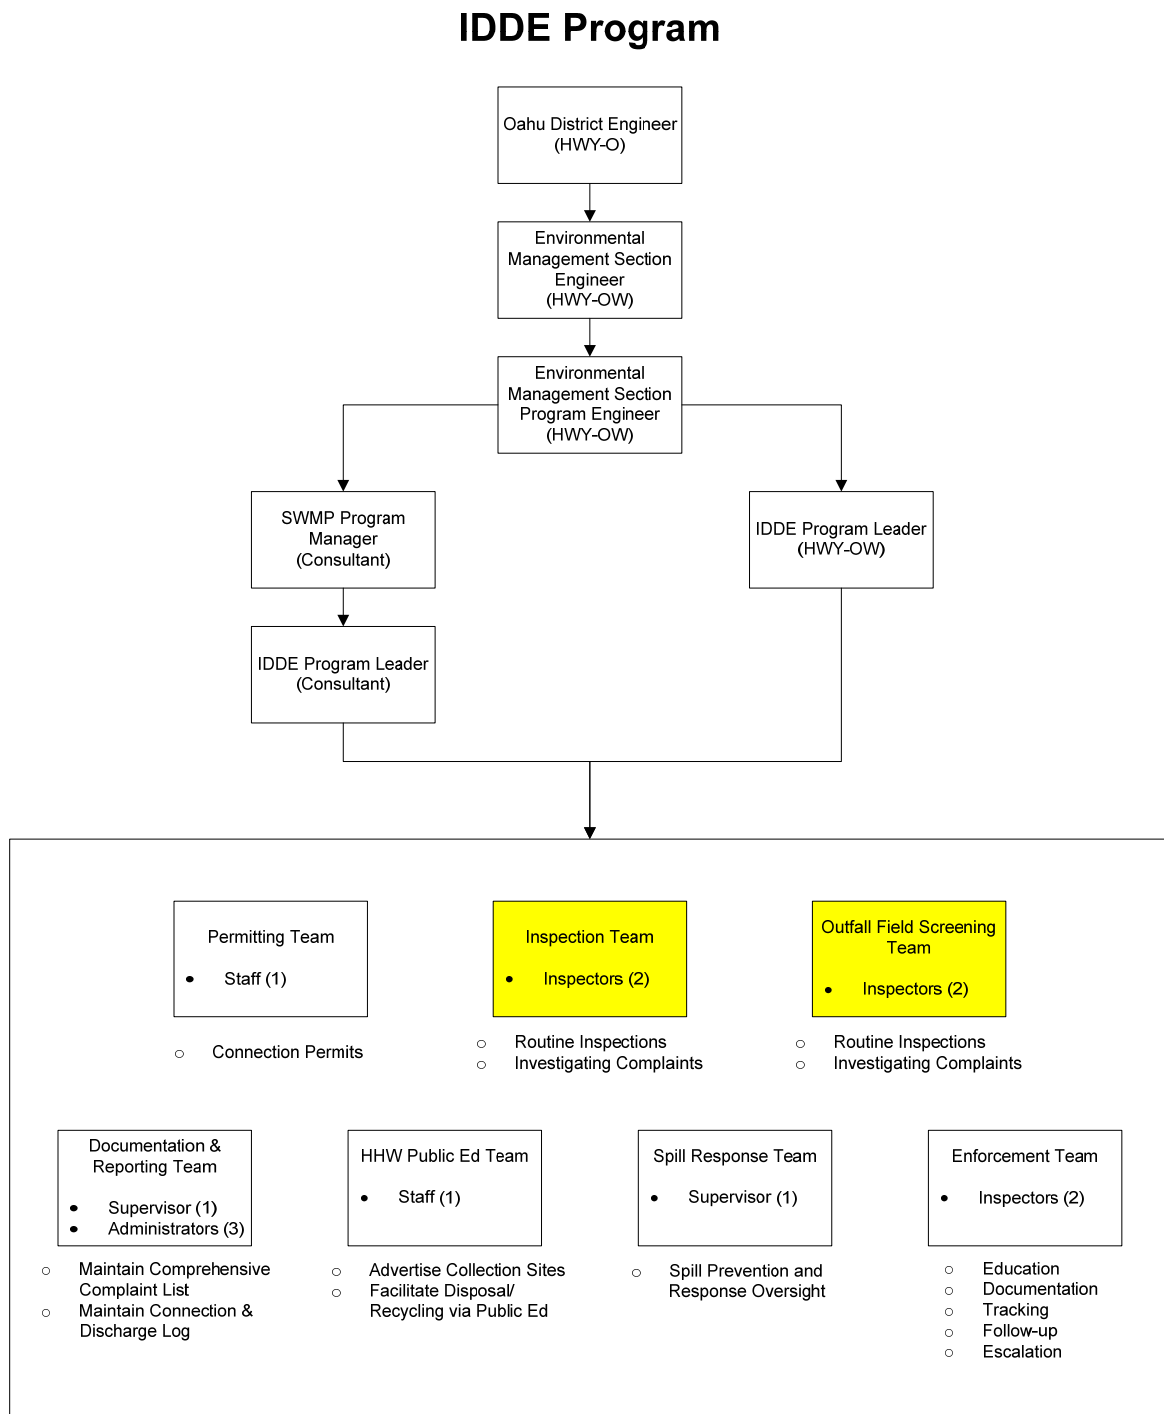 IDDE Program
Oahu District Engineer
(HWY-O)
Environmental
Management Section
Engineer
(HWY-OW)
Environmental
Management Section
Program Engineer
(HWY-OW)
SWMP Program
Manager
(Consultant)
IDDE Program Leader
(HWY-OW)
IDDE Program Leader
(Consultant)
Permitting Team
• Staff (1)
○ Connection Permits
Inspection Team
• Inspectors (2)
○ Routine Inspections
○ Investigating Complaints
Outfall Field Screening
Team
• Inspectors (2)
○ Routine Inspections
○ Investigating Complaints
Documentation &
Reporting Team
• Supervisor (1)
• Administrators (3)
○ Maintain Comprehensive
Complaint List
○ Maintain Connection &
Discharge Log
HHW Public Ed Team
• Staff (1)
○ Advertise Collection Sites
○ Facilitate Disposal/
Recycling via Public Ed
Spill Response Team
• Supervisor (1)
○ Spill Prevention and
Response Oversight
Enforcement Team
• Inspectors (2)
○ Education
○ Documentation
○ Tracking
○ Follow-up
○ Escalation